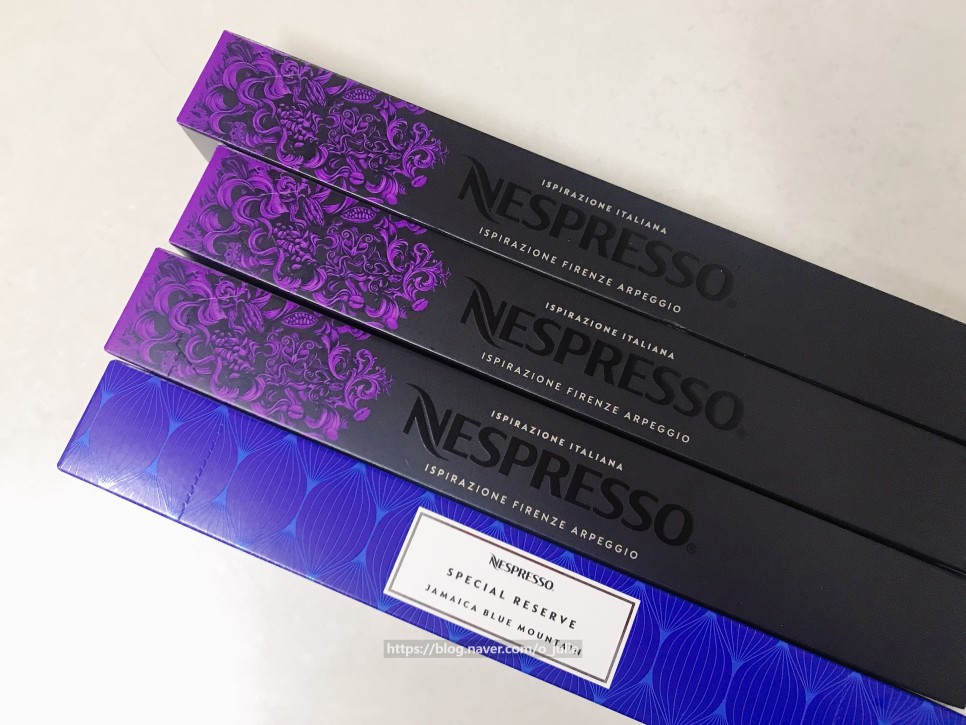 ISPIRAZIONE ITALIANA
NESPRESSO®
ISPIRAZIONE FIRENZE ARPEGGIO
ISPIRAZIONE ITALIANA
NESPRESSO®
ISPIRAZIONE FIRENZE ARPEGGIO
ISPIRAZIONE ITALIANA
NESPRESSO®
ISPIRAZIONE FIRENZE ARPEGGIO
NESPRESSO®
SPECIAL RESERVE
JAMAICA BLUE MOUNTAIN
https://blog.naver.com/o_julia